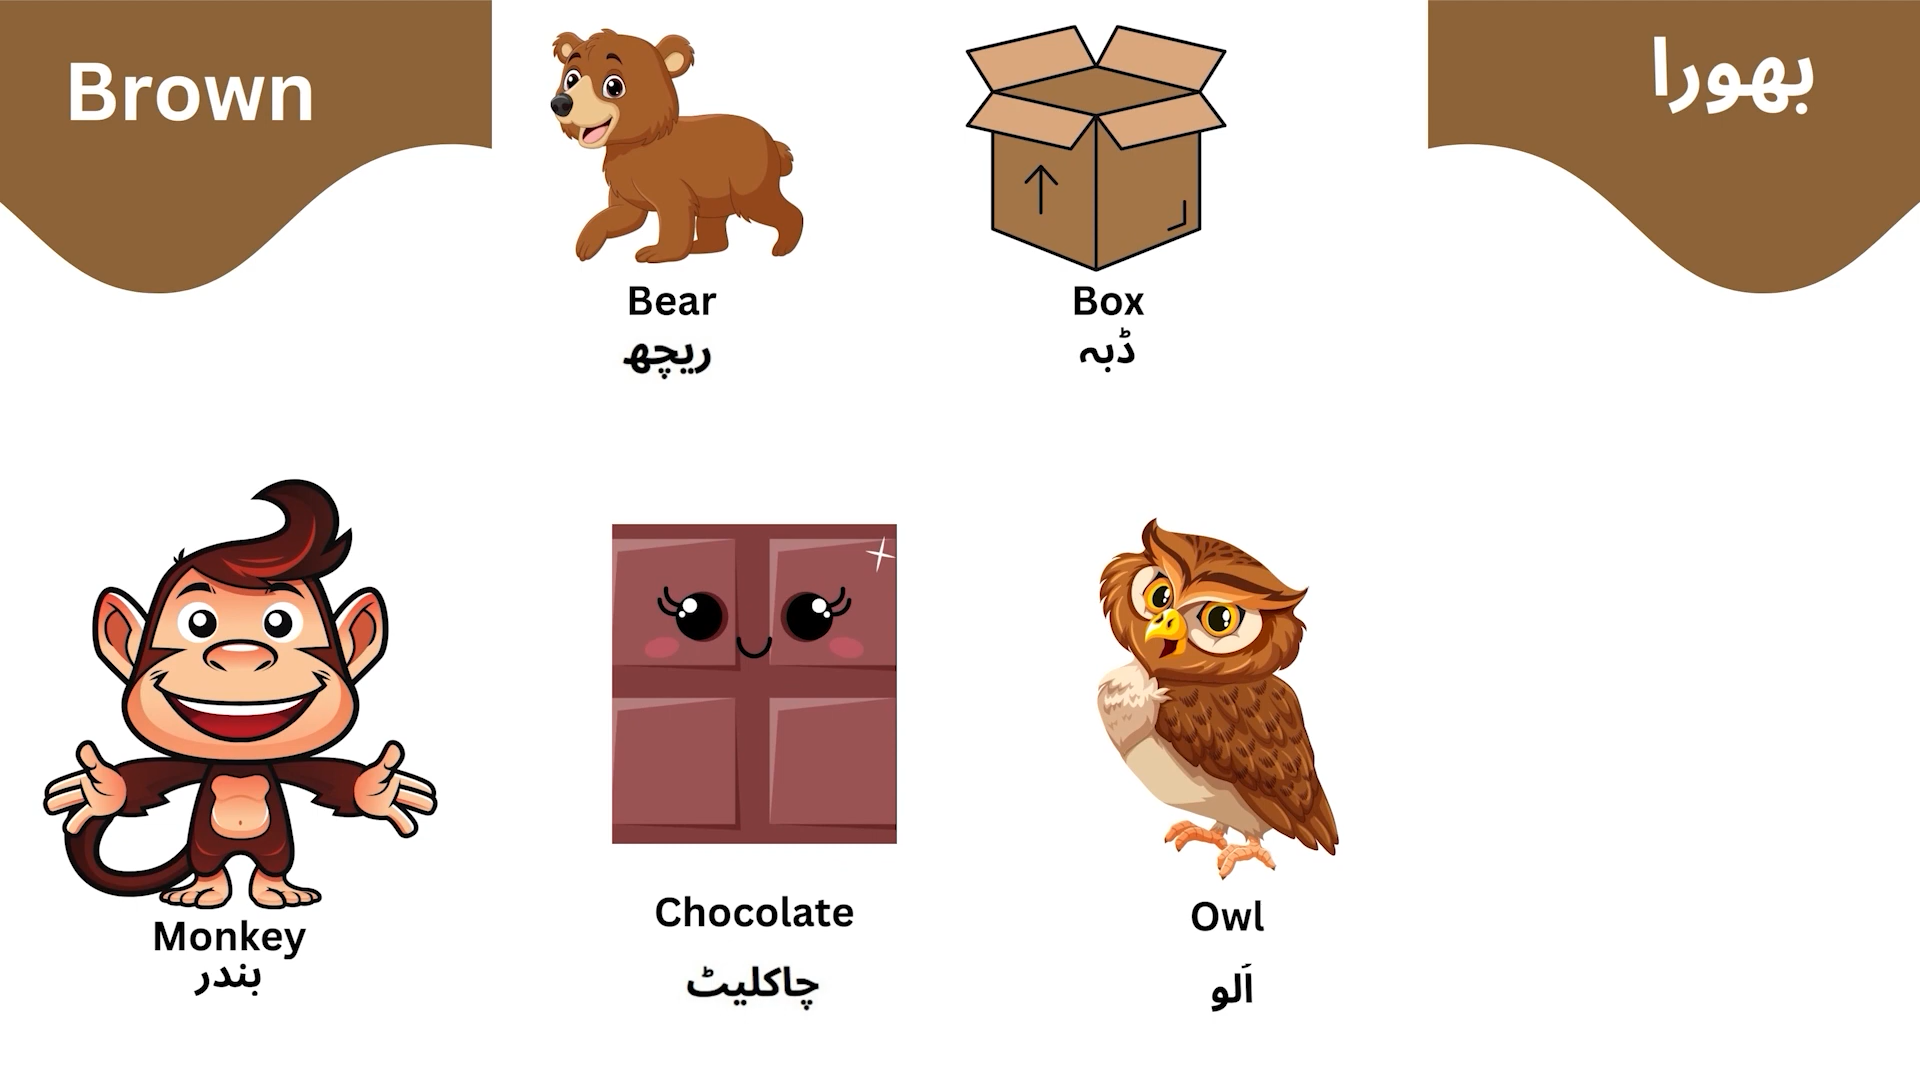 Brown
بھورا
Bear
ریچھ
Box
ڈبہ
Monkey
بندر
Chocolate
چاکلیٹ
Owl
اَلو